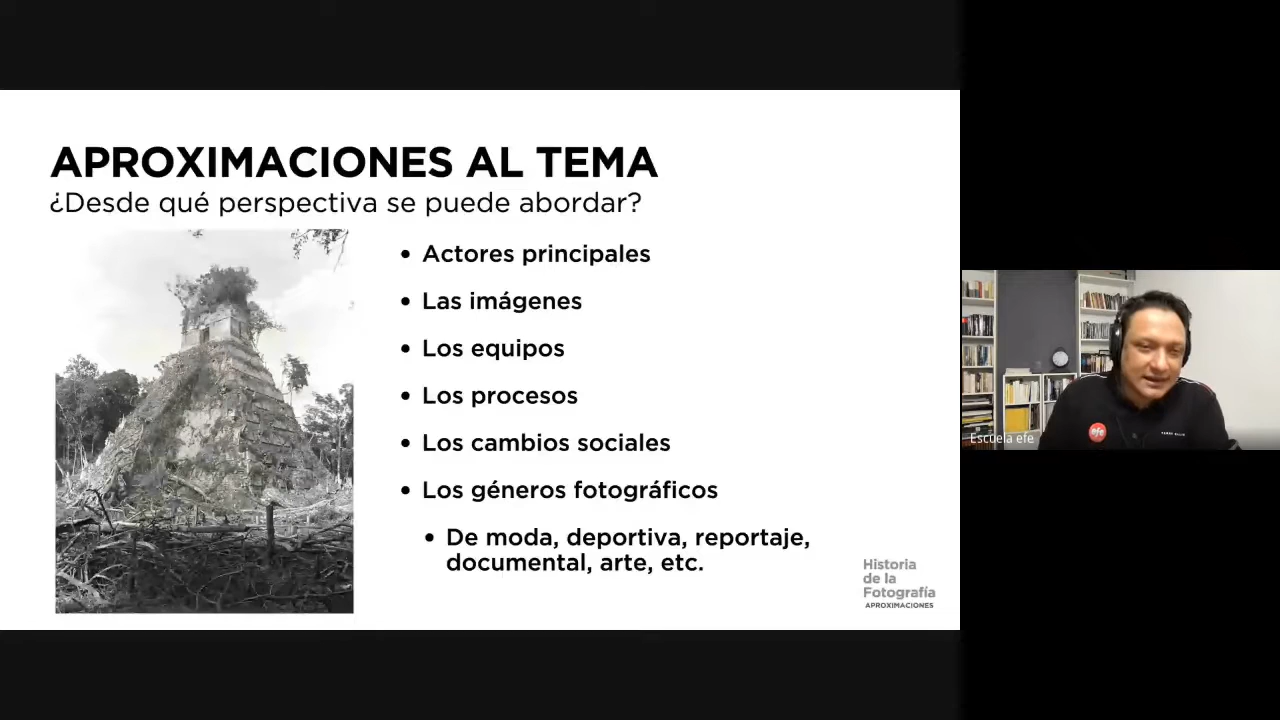 APROXIMACIONES AL TEMA
¿Desde qué perspectiva se puede abordar?
• Actores principales
• Las imágenes
• Los equipos
• Los procesos
• Los cambios sociales
• Los géneros fotográficos
• De moda, deportiva, reportaje,
documental, arte, etc.
Historia
de la
Fotografía
APROXIMACIONES
efe
Escuela efe